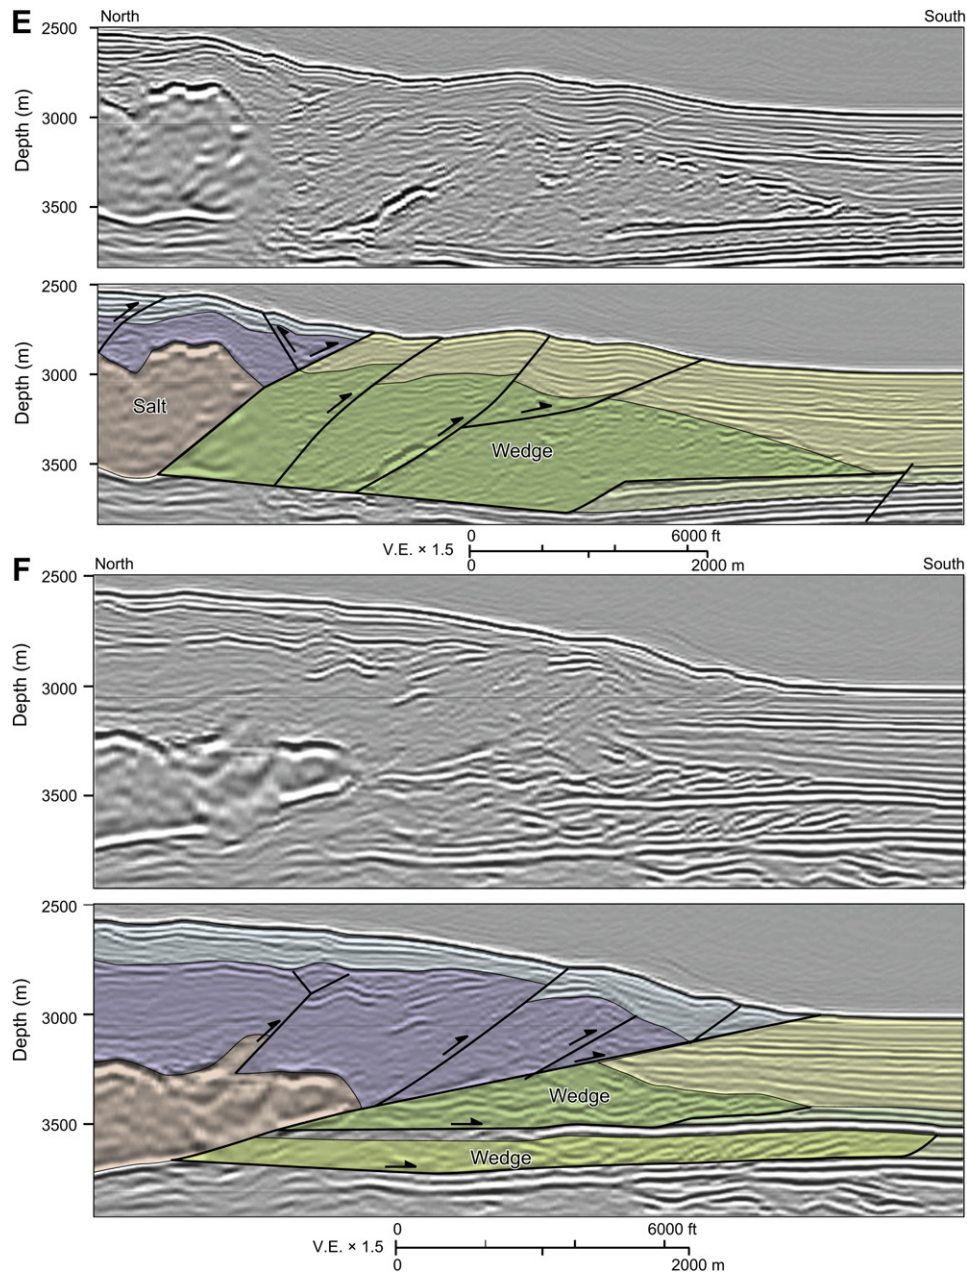 E
North South
2500
3000
3500
Depth (m)
2500
3000
3500
Depth (m)
Salt
Wedge
0 6000 ft
V.E. × 1.5
0 2000 m
F
North South
2500
3000
3500
Depth (m)
2500
3000
3500
Depth (m)
Wedge
Wedge
0 6000 ft
V.E. × 1.5
0 2000 m